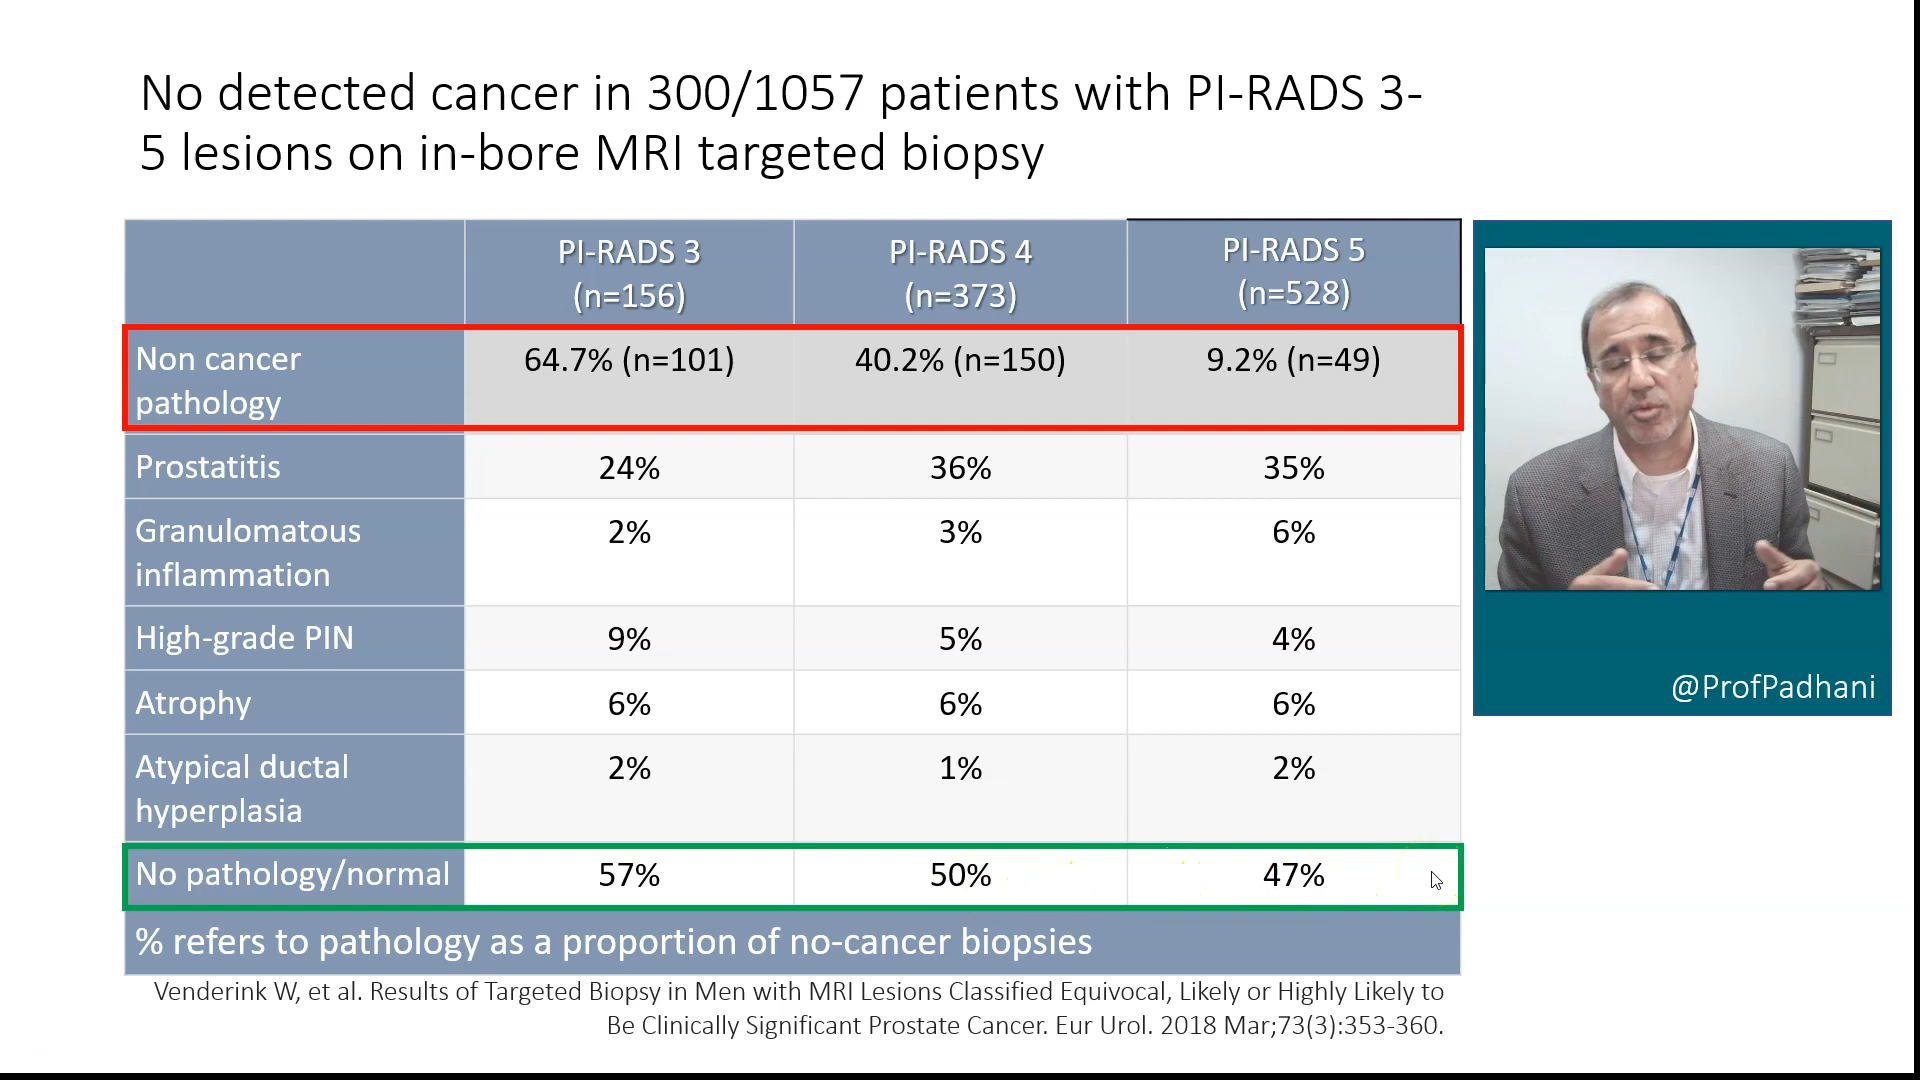 No detected cancer in 300/1057 patients with PI-RADS 3-
5 lesions on in-bore MRI targeted biopsy
PI-RADS 3
(n=156)
PI-RADS 4
(n=373)
PI-RADS 5
(n=528)
Non cancer
pathology
64.7% (n=101)
40.2% (n=150)
9.2% (n=49)
Prostatitis
24%
36%
35%
Granulomatous
inflammation
2%
3%
6%
High-grade PIN
9%
5%
4%
Atrophy
6%
6%
6%
Atypical ductal
hyperplasia
2%
1%
2%
No pathology/normal
57%
50%
47%
% refers to pathology as a proportion of no-cancer biopsies
Venderink W, et al. Results of Targeted Biopsy in Men with MRI Lesions Classified Equivocal, Likely or Highly Likely to
Be Clinically Significant Prostate Cancer. Eur Urol. 2018 Mar;73(3):353-360.
@ProfPadhani